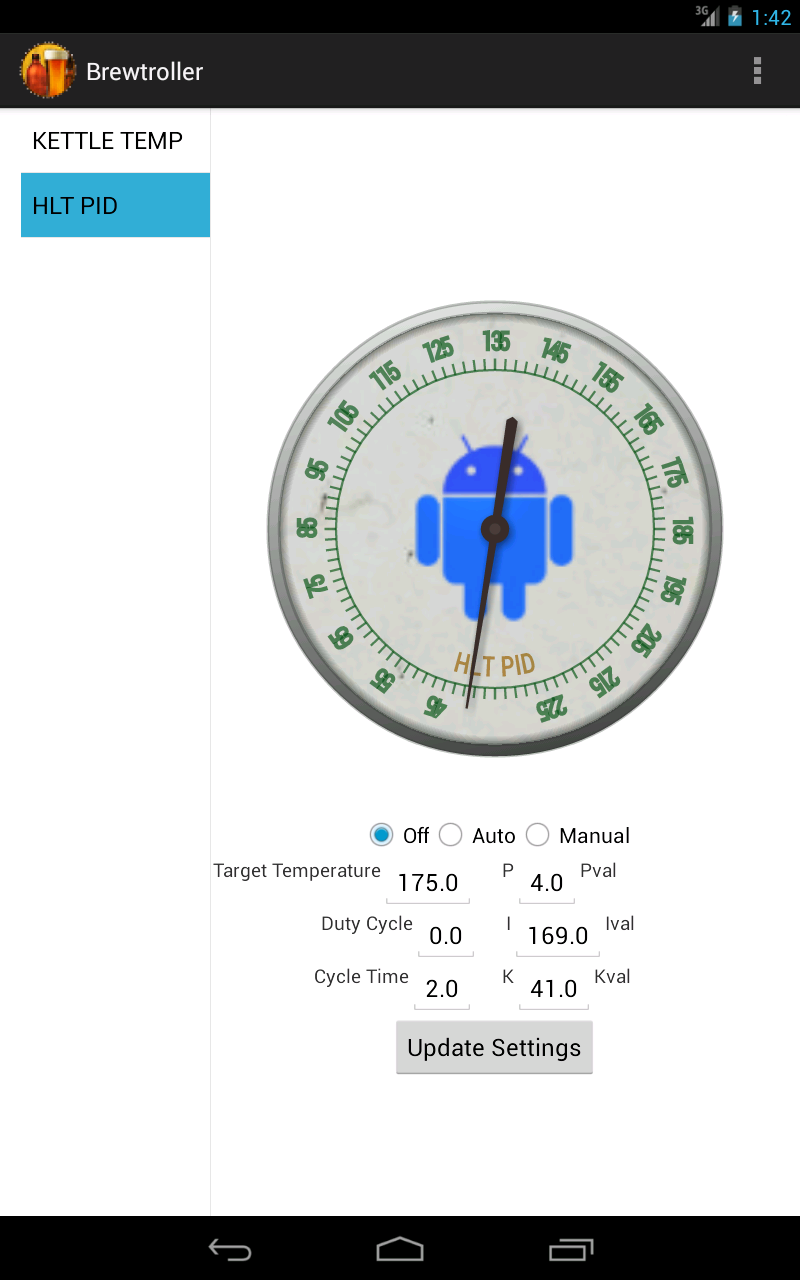 3G 1:42
Brewtroller
KETTLE TEMP
HLT PID
45
55
65
75
85
95
105
115
125
135
145
155
165
175
185
195
205
215
225
HLT PID
Off Auto Manual
Target Temperature 175.0 P 4.0 Pval
Duty Cycle 0.0 I 169.0 Ival
Cycle Time 2.0 K 41.0 Kval
Update Settings